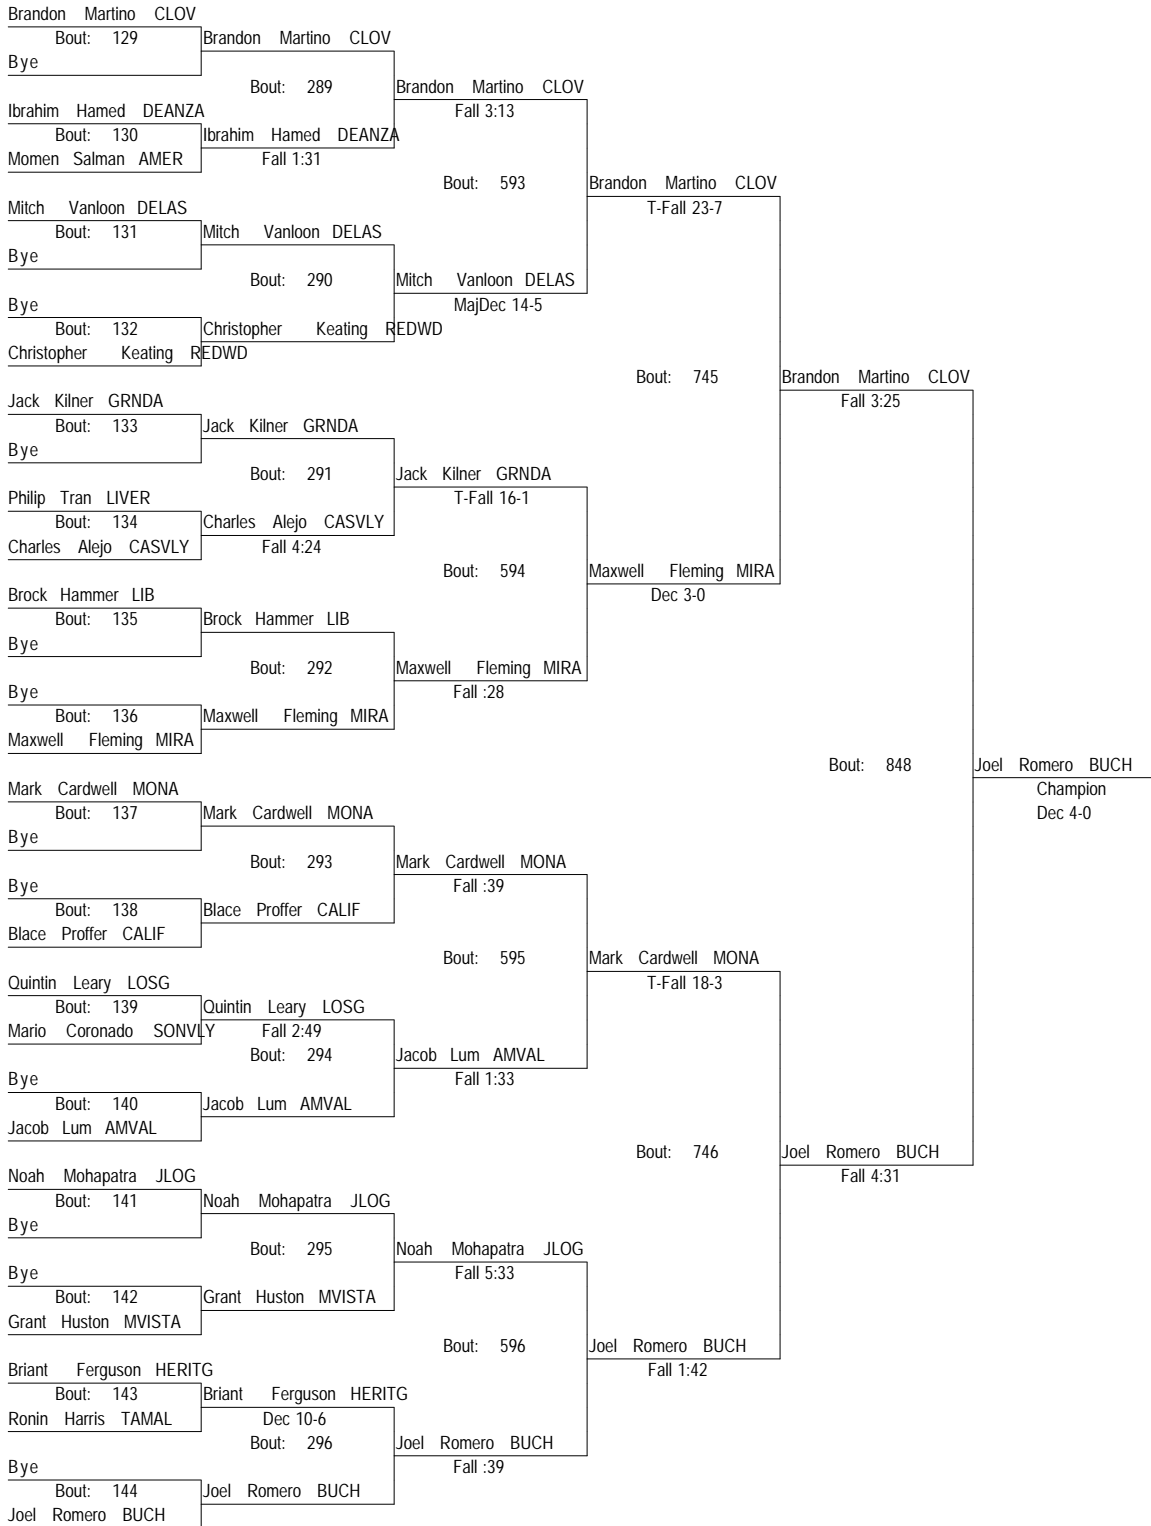 Brandon Martino CLOV
Bout: 129 Brandon Martino CLOV
Bye
Bout: 289 Brandon Martino CLOV
Ibrahim Hamed DEANZA Fall 3:13
Bout: 130 Ibrahim Hamed DEANZA
Momen Salman AMER Fall 1:31
Bout: 593 Brandon Martino CLOV
Mitch Vanloon DELAS T-Fall 23-7
Bout: 131 Mitch Vanloon DELAS
Bye
Bout: 290 Mitch Vanloon DELAS
Bye MajDec 14-5
Bout: 132 Christopher Keating REDWD
Christopher Keating REDWD
Bout: 745 Brandon Martino CLOV
Jack Kilner GRNDA Fall 3:25
Bout: 133 Jack Kilner GRNDA
Bye
Bout: 291 Jack Kilner GRNDA
Philip Tran LIVER T-Fall 16-1
Bout: 134 Charles Alejo CASVLY
Charles Alejo CASVLY Fall 4:24
Bout: 594 Maxwell Fleming MIRA
Brock Hammer LIB Dec 3-0
Bout: 135 Brock Hammer LIB
Bye
Bout: 292 Maxwell Fleming MIRA
Bye Fall :28
Bout: 136 Maxwell Fleming MIRA
Maxwell Fleming MIRA
Bout: 848 Joel Romero BUCH
Mark Cardwell MONA Champion
Bout: 137 Mark Cardwell MONA Dec 4-0
Bye
Bout: 293 Mark Cardwell MONA
Bye Fall :39
Bout: 138 Blace Proffer CALIF
Blace Proffer CALIF
Bout: 595 Mark Cardwell MONA
Quintin Leary LOSG T-Fall 18-3
Bout: 139 Quintin Leary LOSG
Mario Coronado SONVLY Fall 2:49
Bout: 294 Jacob Lum AMVAL
Bye Fall 1:33
Bout: 140 Jacob Lum AMVAL
Jacob Lum AMVAL
Bout: 746 Joel Romero BUCH
Noah Mohapatra JLOG Fall 4:31
Bout: 141 Noah Mohapatra JLOG
Bye
Bout: 295 Noah Mohapatra JLOG
Bye Fall 5:33
Bout: 142 Grant Huston MVISTA
Grant Huston MVISTA
Bout: 596 Joel Romero BUCH
Briant Ferguson HERITG Fall 1:42
Bout: 143 Briant Ferguson HERITG
Ronin Harris TAMAL Dec 10-6
Bout: 296 Joel Romero BUCH
Bye Fall :39
Bout: 144 Joel Romero BUCH
Joel Romero BUCH